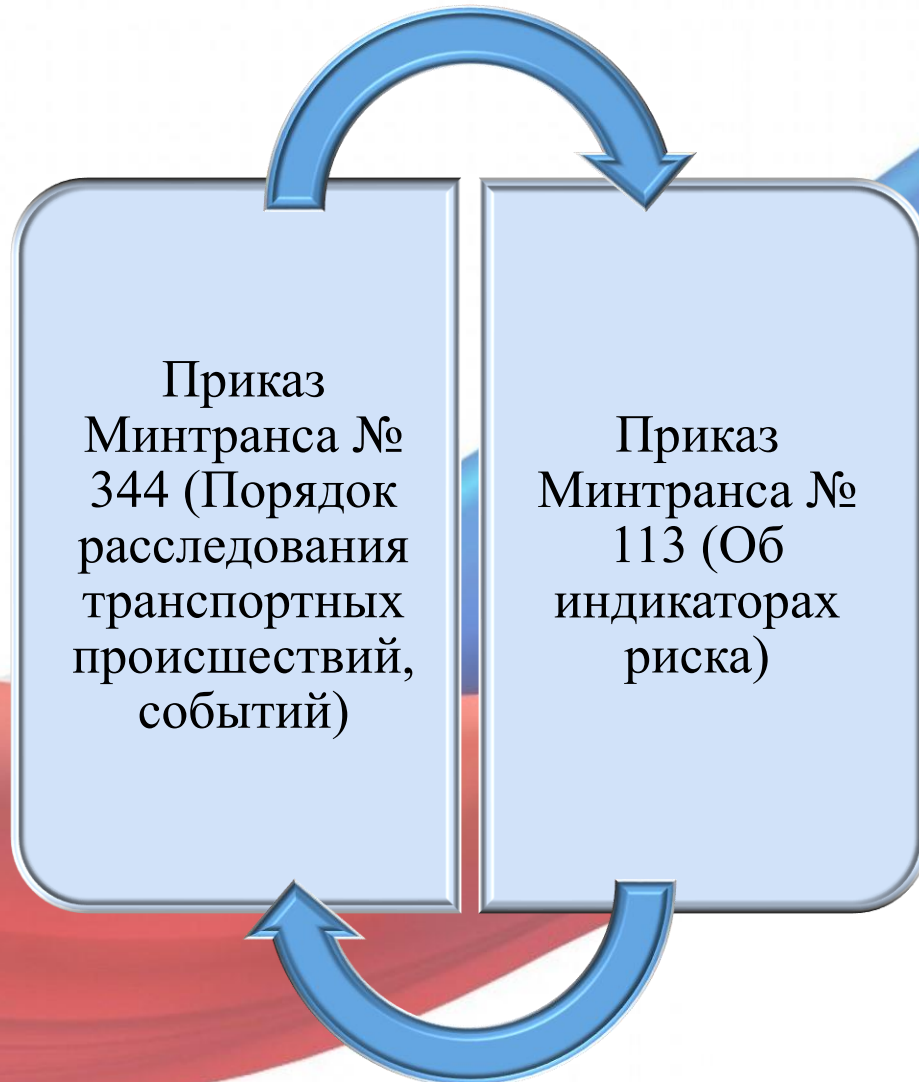 Приказ
Минтранса №
344 (Порядок
расследования
транспортных
происшествий,
событий)
Приказ
Минтранса №
113 (Об
индикаторах
риска)